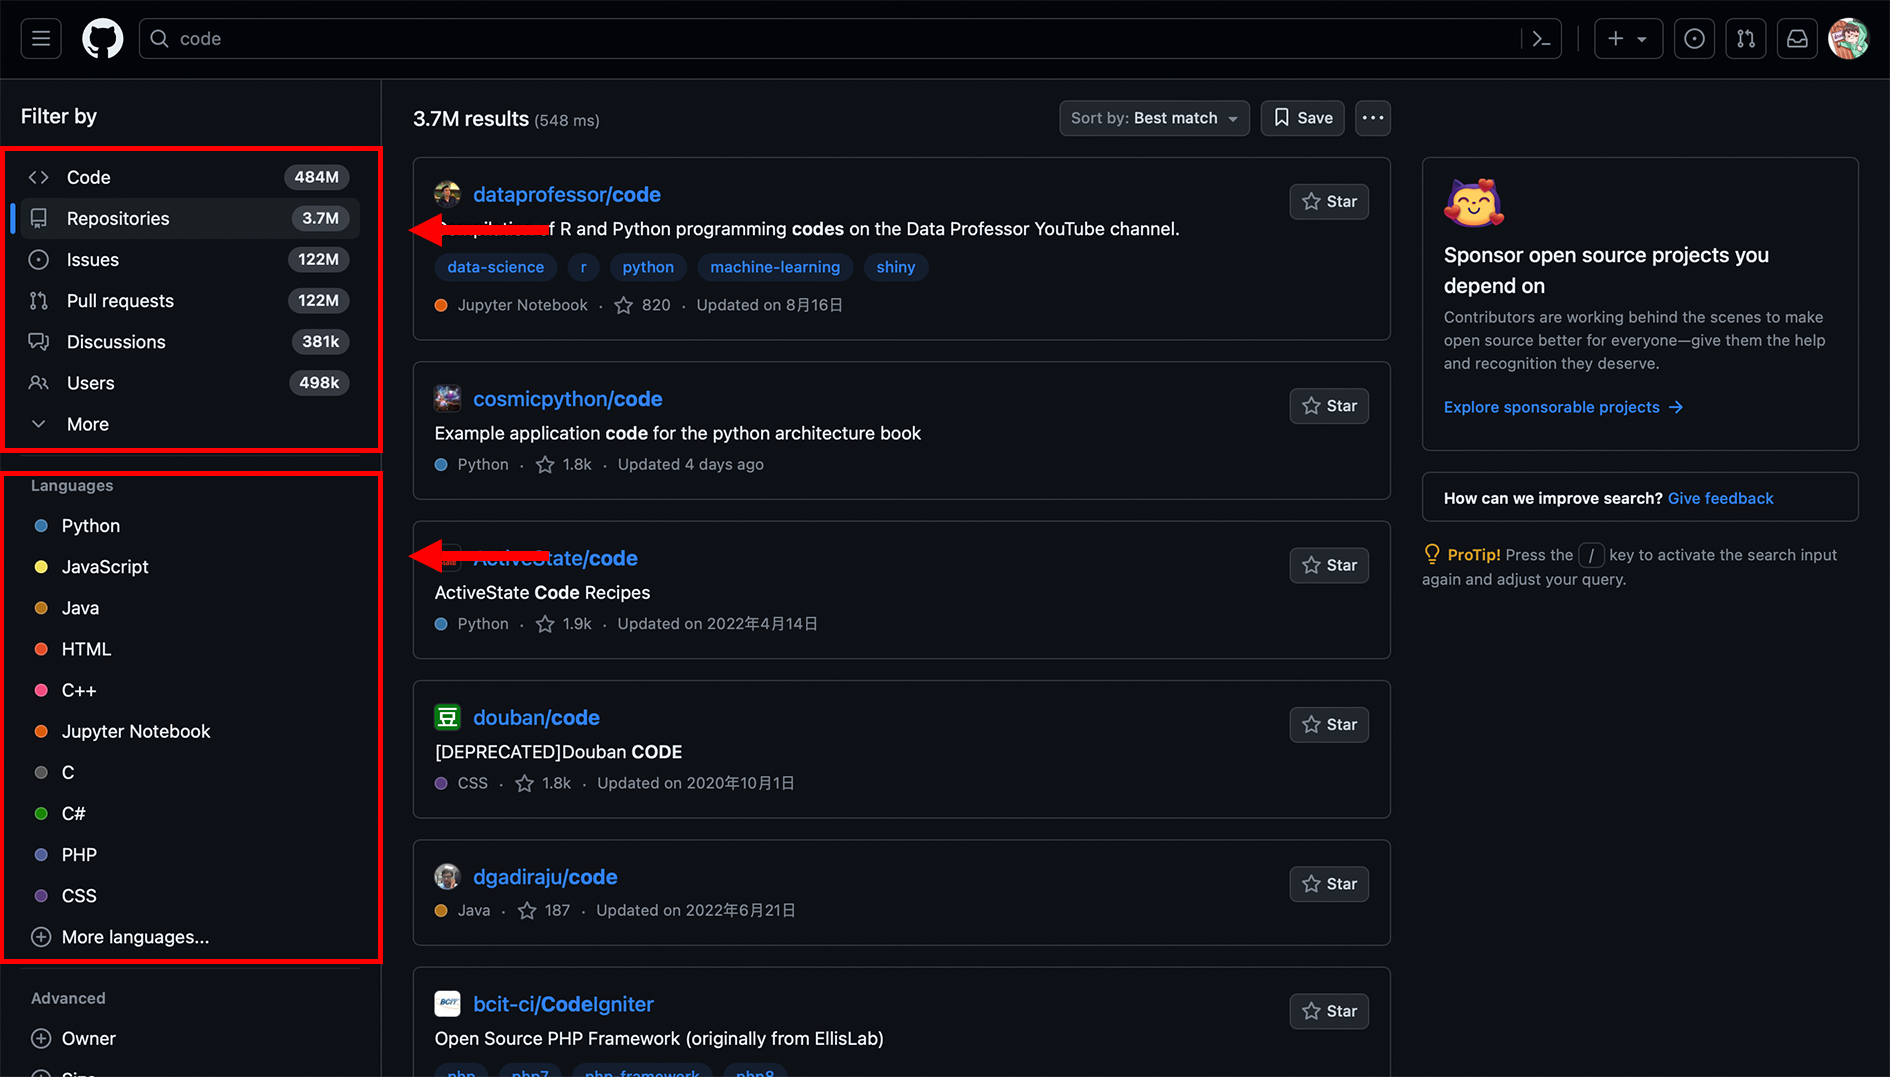 code
Filter by
Code 484M
Repositories 3.7M
Issues 122M
Pull requests 122M
Discussions 381k
Users 498k
More
Languages
Python
JavaScript
Java
HTML
C++
Jupyter Notebook
C
C#
PHP
CSS
More languages...
Advanced
Owner
3.7M results (548 ms)
Sort by: Best match
Save
dataprofessor/code
Star
of R and Python programming codes on the Data Professor YouTube channel.
data-science r python machine-learning shiny
Jupyter Notebook · 820 · Updated on 8月16日
cosmicpython/code
Star
Example application code for the python architecture book
Python · 1.8k · Updated 4 days ago
ActiveState/code
Star
ActiveState Code Recipes
Python · 1.9k · Updated on 2022年4月14日
豆 douban/code
Star
[DEPRECATED]Douban CODE
CSS · 1.8k · Updated on 2020年10月1日
dgadiraju/code
Star
Java · 187 · Updated on 2022年6月21日
BCIT bcit-ci/CodeIgniter
Star
Open Source PHP Framework (originally from EllisLab)
php php7 php-framework php8
Sponsor open source projects you
depend on
Contributors are working behind the scenes to make
open source better for everyone—give them the help
and recognition they deserve.
Explore sponsorable projects →
How can we improve search? Give feedback
ProTip! Press the / key to activate the search input
again and adjust your query.